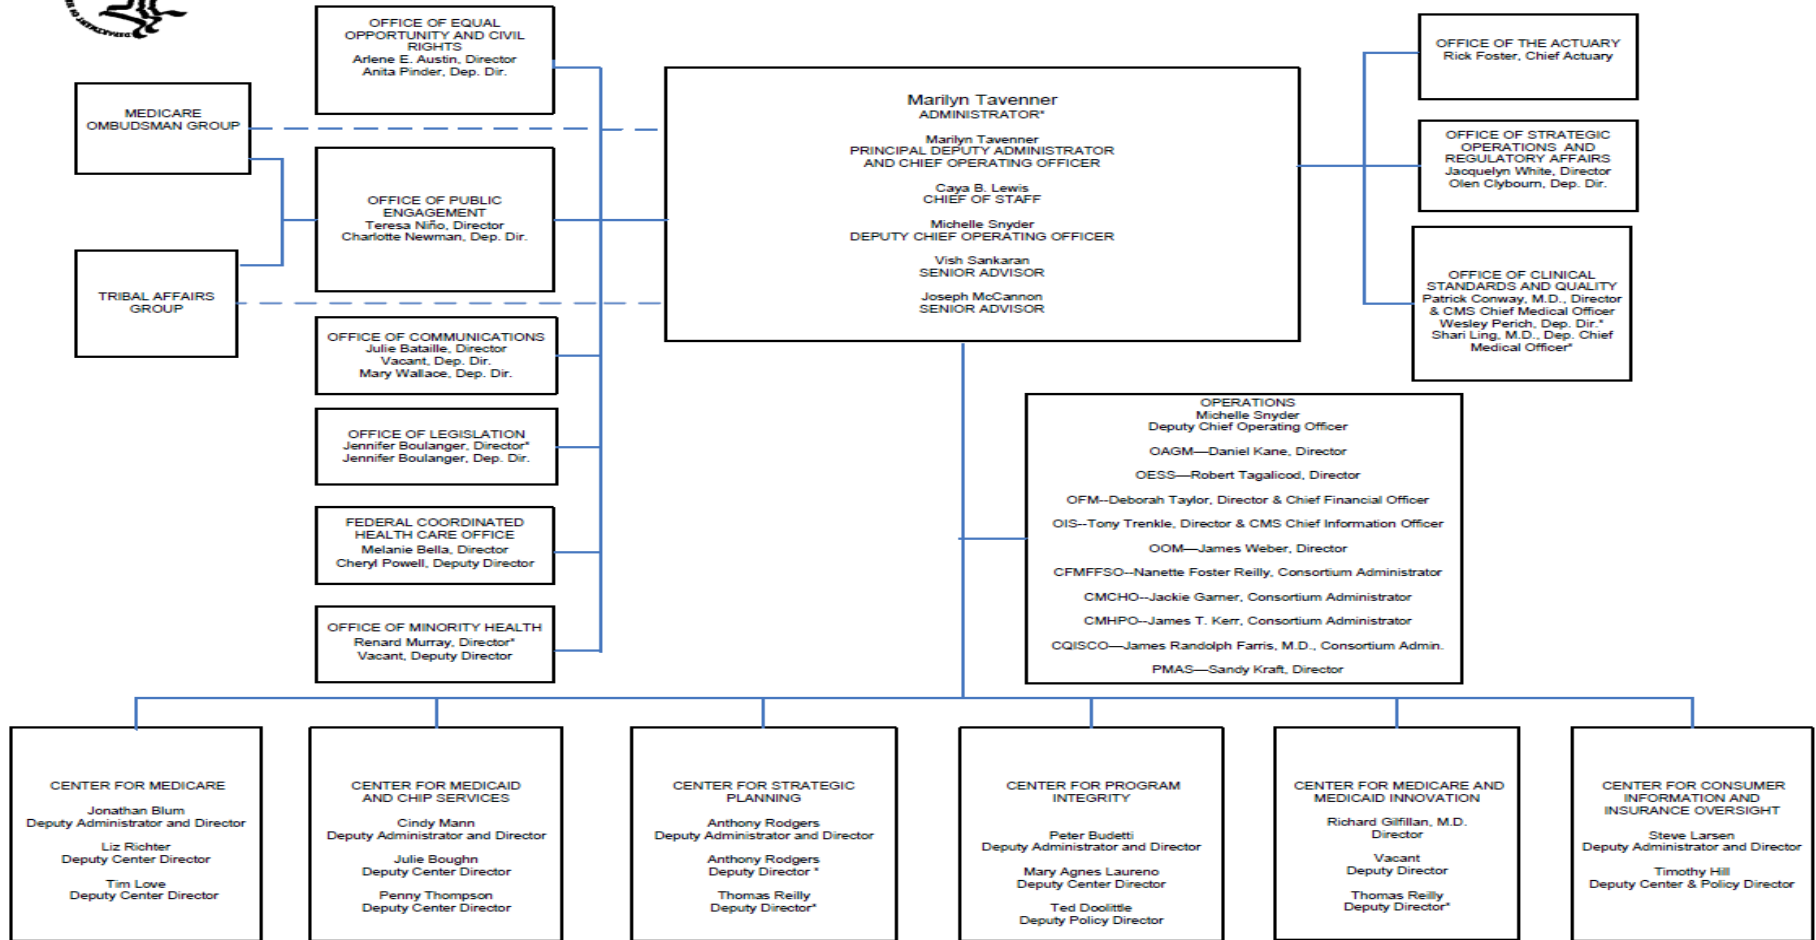 OFFICE OF EQUAL
OPPORTUNITY AND CIVIL
RIGHTS
Arlene E. Austin, Director
Anita Pinder, Dep. Dir.
MEDICARE
OMBUDSMAN GROUP
OFFICE OF PUBLIC
ENGAGEMENT
Teresa Niño, Director
Charlotte Newman, Dep. Dir.
TRIBAL AFFAIRS
GROUP
OFFICE OF COMMUNICATIONS
Julie Bataille, Director
Vacant, Dep. Dir.
Mary Wallace, Dep. Dir.
OFFICE OF LEGISLATION
Jennifer Boulanger, Director*
Jennifer Boulanger, Dep. Dir.
FEDERAL COORDINATED
HEALTH CARE OFFICE
Melanie Bella, Director
Cheryl Powell, Deputy Director
OFFICE OF MINORITY HEALTH
Renard Murray, Director*
Vacant, Deputy Director
Marilyn Tavenner
ADMINISTRATOR*
Marilyn Tavenner
PRINCIPAL DEPUTY ADMINISTRATOR
AND CHIEF OPERATING OFFICER
Caya B. Lewis
CHIEF OF STAFF
Michelle Snyder
DEPUTY CHIEF OPERATING OFFICER
Vish Sankaran
SENIOR ADVISOR
Joseph McCannon
SENIOR ADVISOR
OFFICE OF THE ACTUARY
Rick Foster, Chief Actuary
OFFICE OF STRATEGIC
OPERATIONS AND
REGULATORY AFFAIRS
Jacquelyn White, Director
Olen Clybourn, Dep. Dir.
OFFICE OF CLINICAL
STANDARDS AND QUALITY
Patrick Conway, M.D., Director
& CMS Chief Medical Officer
Wesley Perich, Dep. Dir.*
Shari Ling, M.D., Dep. Chief
Medical Officer*
OPERATIONS
Michelle Snyder
Deputy Chief Operating Officer
OAGM—Daniel Kane, Director
OESS—Robert Tagalicod, Director
OFM--Deborah Taylor, Director & Chief Financial Officer
OIS--Tony Trenkle, Director & CMS Chief Information Officer
OOM—James Weber, Director
CFMFFSO--Nanette Foster Reilly, Consortium Administrator
CMCHO--Jackie Garner, Consortium Administrator
CMHPO--James T. Kerr, Consortium Administrator
CQISCO—James Randolph Farris, M.D., Consortium Admin.
PMAS—Sandy Kraft, Director
CENTER FOR MEDICARE
Jonathan Blum
Deputy Administrator and Director
Liz Richter
Deputy Center Director
Tim Love
Deputy Center Director
CENTER FOR MEDICAID
AND CHIP SERVICES
Cindy Mann
Deputy Administrator and Director
Julie Boughn
Deputy Center Director
Penny Thompson
Deputy Center Director
CENTER FOR STRATEGIC
PLANNING
Anthony Rodgers
Deputy Administrator and Director
Anthony Rodgers
Deputy Director *
Thomas Reilly
Deputy Director*
CENTER FOR PROGRAM
INTEGRITY
Peter Budetti
Deputy Administrator and Director
Mary Agnes Laureno
Deputy Center Director
Ted Doolittle
Deputy Policy Director
CENTER FOR MEDICARE AND
MEDICAID INNOVATION
Richard Gilfillan, M.D.
Director
Vacant
Deputy Director
Thomas Reilly
Deputy Director*
CENTER FOR CONSUMER
INFORMATION AND
INSURANCE OVERSIGHT
Steve Larsen
Deputy Administrator and Director
Timothy Hill
Deputy Center & Policy Director